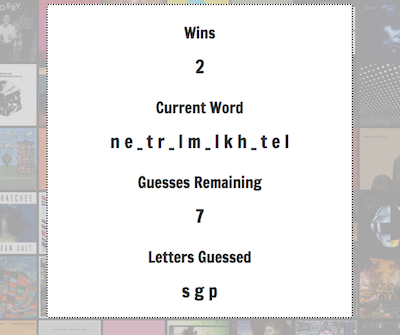 Wins
2
Current Word
n e _ t r _ l m _ l k h _ t e l
Guesses Remaining
7
Letters Guessed
s g p